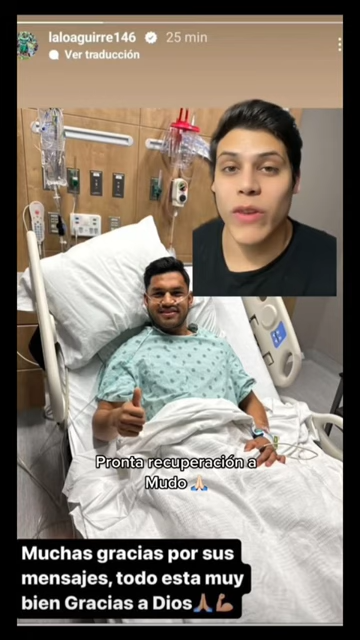 laloaguirre146 25 min
Ver traducción
Pronta recuperación a
Mudo 🙏🏻
Muchas gracias por sus
mensajes, todo esta muy
bien Gracias a Dios🙏🏽💪🏽